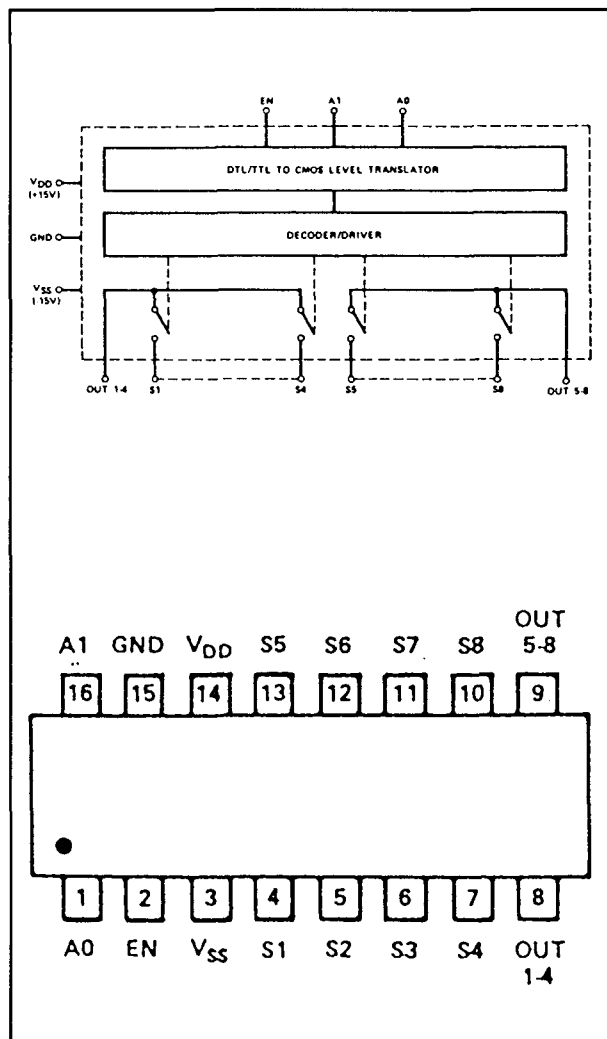 EN A1 A0
DTL/TTL TO CMOS LEVEL TRANSLATOR
VDD
(+15V)
GND
DECODER/DRIVER
VSS
(-15V)
OUT 1-4 S1 S4 S5 S8 OUT 5-8
A1 GND VDD S5 S6 S7 S8 OUT
5-8
16 15 14 13 12 11 10 9
1 2 3 4 5 6 7 8
A0 EN VSS S1 S2 S3 S4 OUT
1-4